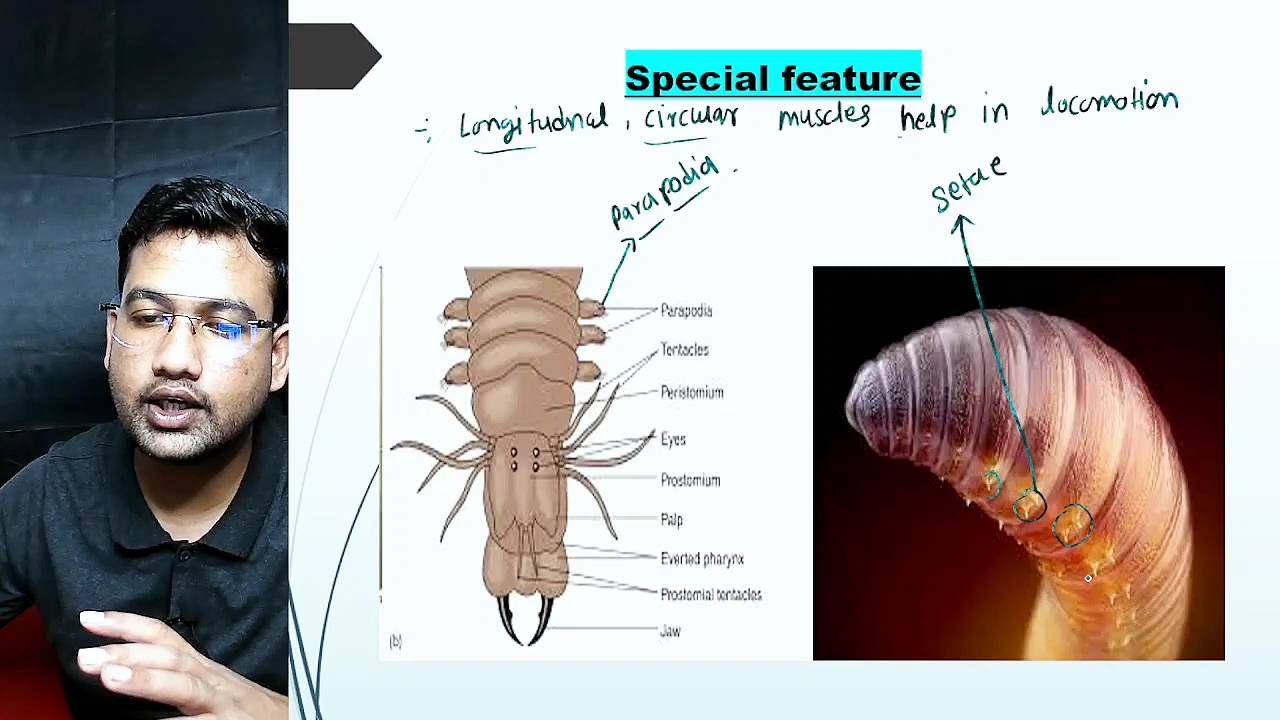 Special feature
-; Longitudnal , circular muscles help in locomotion
parapodia
Setae
Parapodia
Tentacles
Peristomium
Eyes
Prostomium
Palp
Everted pharynx
Prostomial tentacles
Jaw
(b)